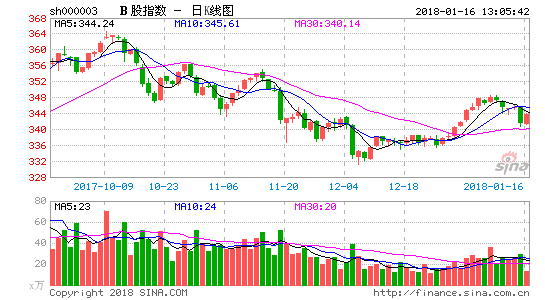 sh000003 B股指数 － 日K线图 2018-01-16 13:05:42
MA5:344.24 MA10:345.61 MA30:340.14
368
364
360
356
352
348
344
340
336
332
328
sina
2017-10-09 10-23 11-06 11-20 12-04 12-18 2018-01-16
MA5:23 MA10:24 MA30:20
80
60
40
20
x万
Copyright 2018 SINA.COM http://finance.sina.com.cn/